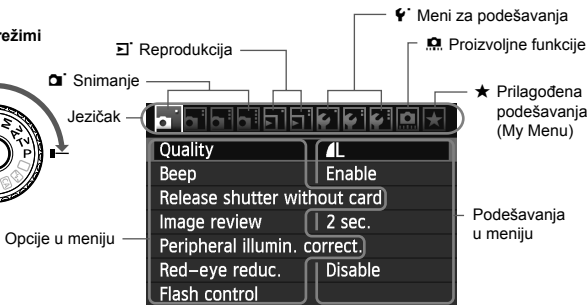 režimi
Meni za podešavanja
Reprodukcija
Proizvoljne funkcije
Snimanje
★ Prilagođena
podešavanja
(My Menu)
Jezičak
Quality L
Beep Enable
Release shutter without card
Image review 2 sec.
Peripheral illumin. correct.
Red-eye reduc. Disable
Flash control
Opcije u meniju
Podešavanja
u meniju